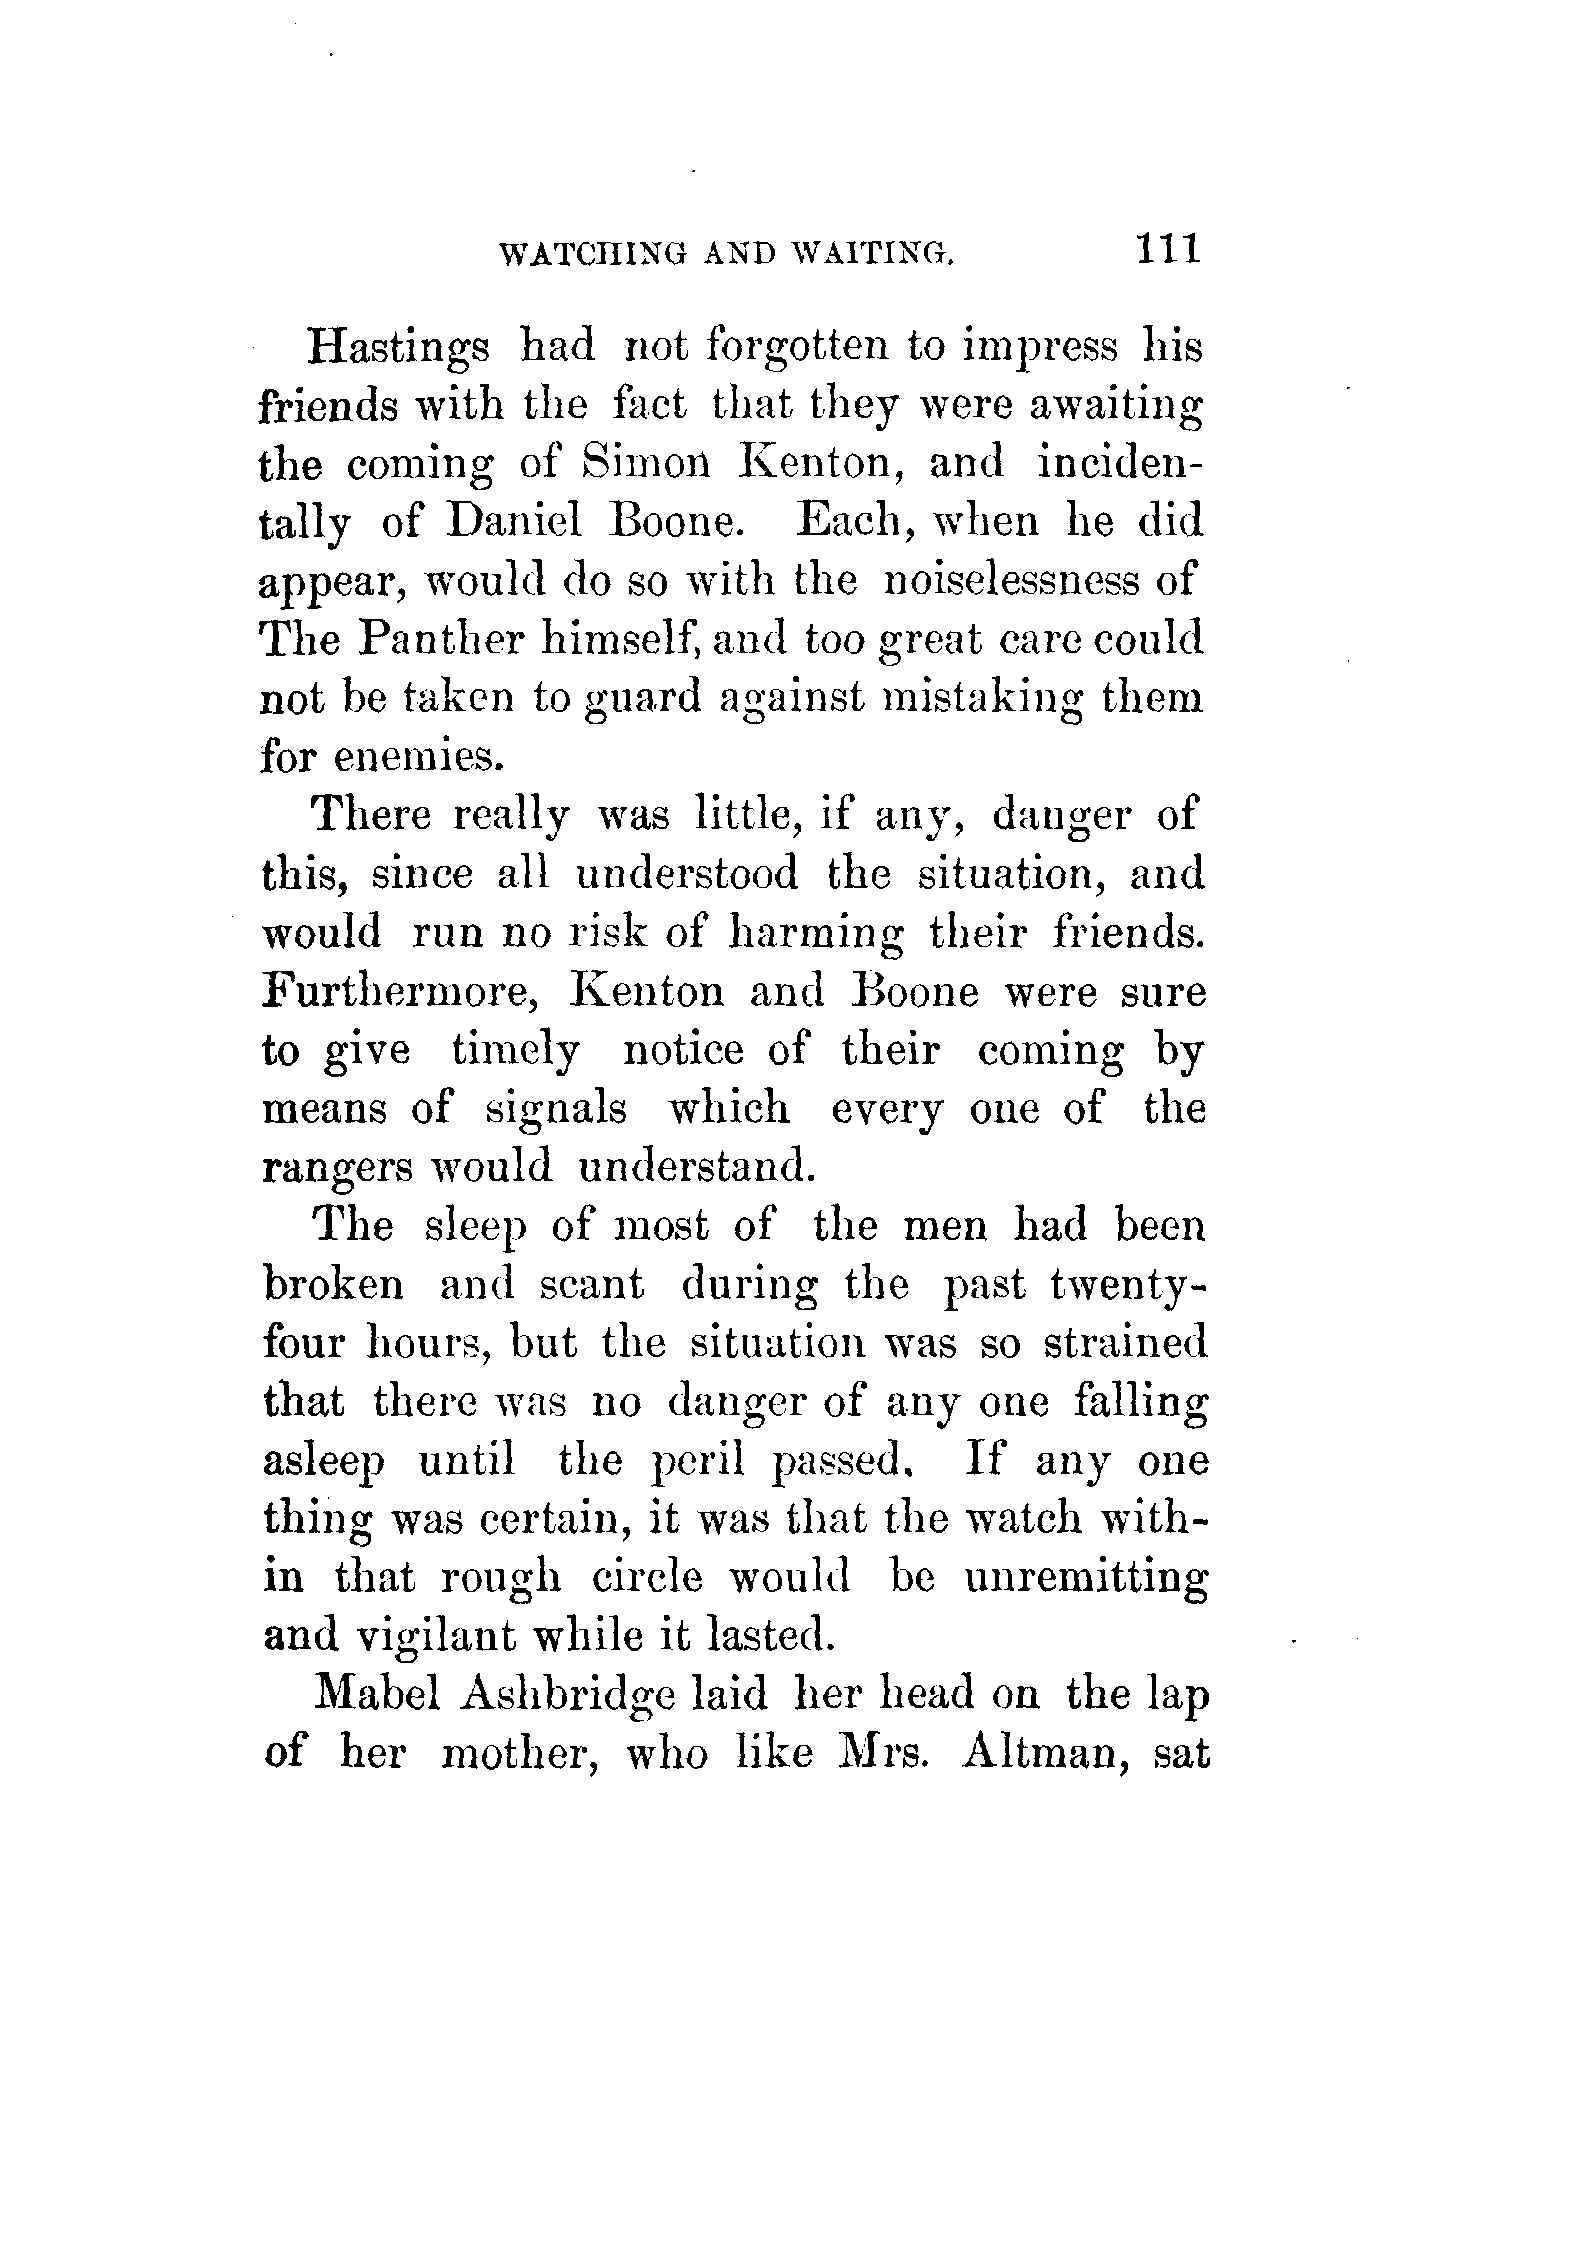 WATCHING AND WAITING. 111
Hastings had not forgotten to impress his
friends with the fact that they were awaiting
the coming of Simon Kenton, and inciden-
tally of Daniel Boone. Each, when he did
appear, would do so with the noiselessness of
The Panther himself, and too great care could
not be taken to guard against mistaking them
for enemies.
There really was little, if any, danger of
this, since all understood the situation, and
would run no risk of harming their friends.
Furthermore, Kenton and Boone were sure
to give timely notice of their coming by
means of signals which every one of the
rangers would understand.
The sleep of most of the men had been
broken and scant during the past twenty-
four hours, but the situation was so strained
that there was no danger of any one falling
asleep until the peril passed. If any one
thing was certain, it was that the watch with-
in that rough circle would be unremitting
and vigilant while it lasted.
Mabel Ashbridge laid her head on the lap
of her mother, who like Mrs. Altman, sat